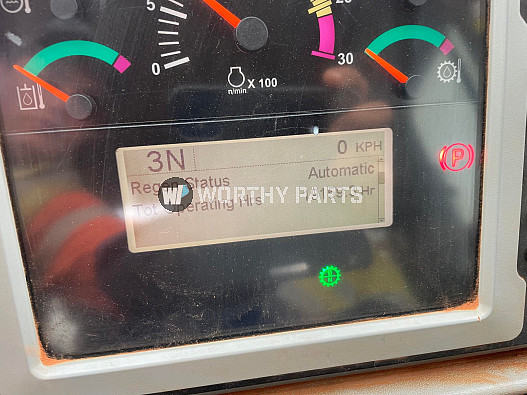 5
0
n/min X 100
30
P
3N 0 KPH
Regen Status Automatic
WORTHY PARTS
Tot Operating Hrs Hr
N